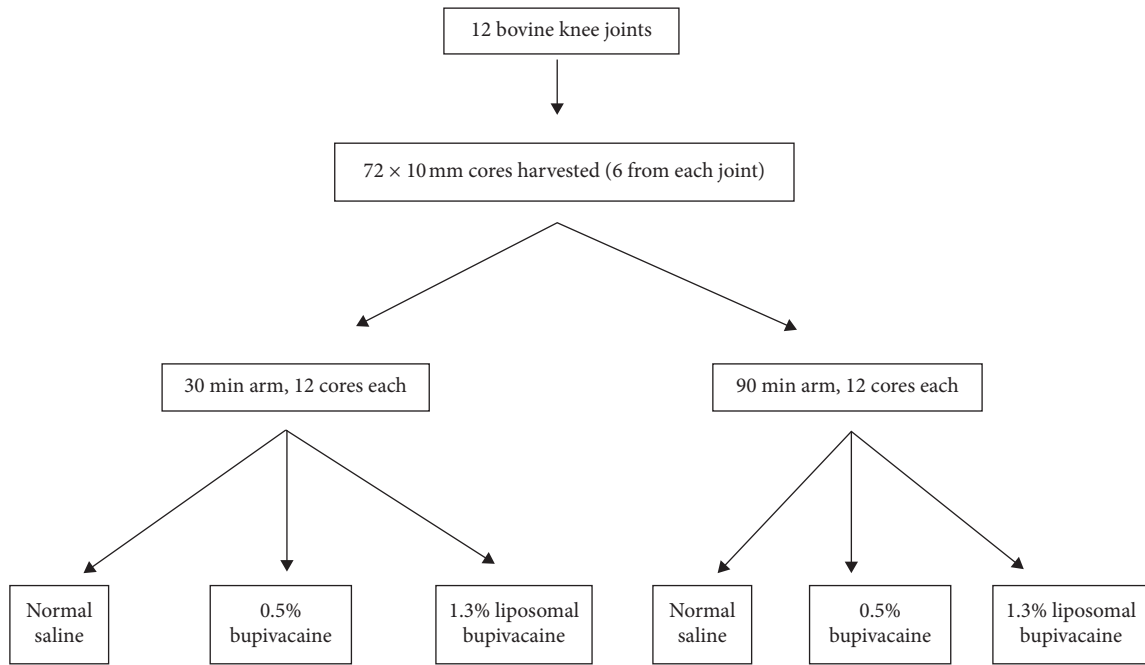 12 bovine knee joints
72 × 10 mm cores harvested (6 from each joint)
30 min arm, 12 cores each
90 min arm, 12 cores each
Normal
saline
0.5%
bupivacaine
1.3% liposomal
bupivacaine
Normal
saline
0.5%
bupivacaine
1.3% liposomal
bupivacaine